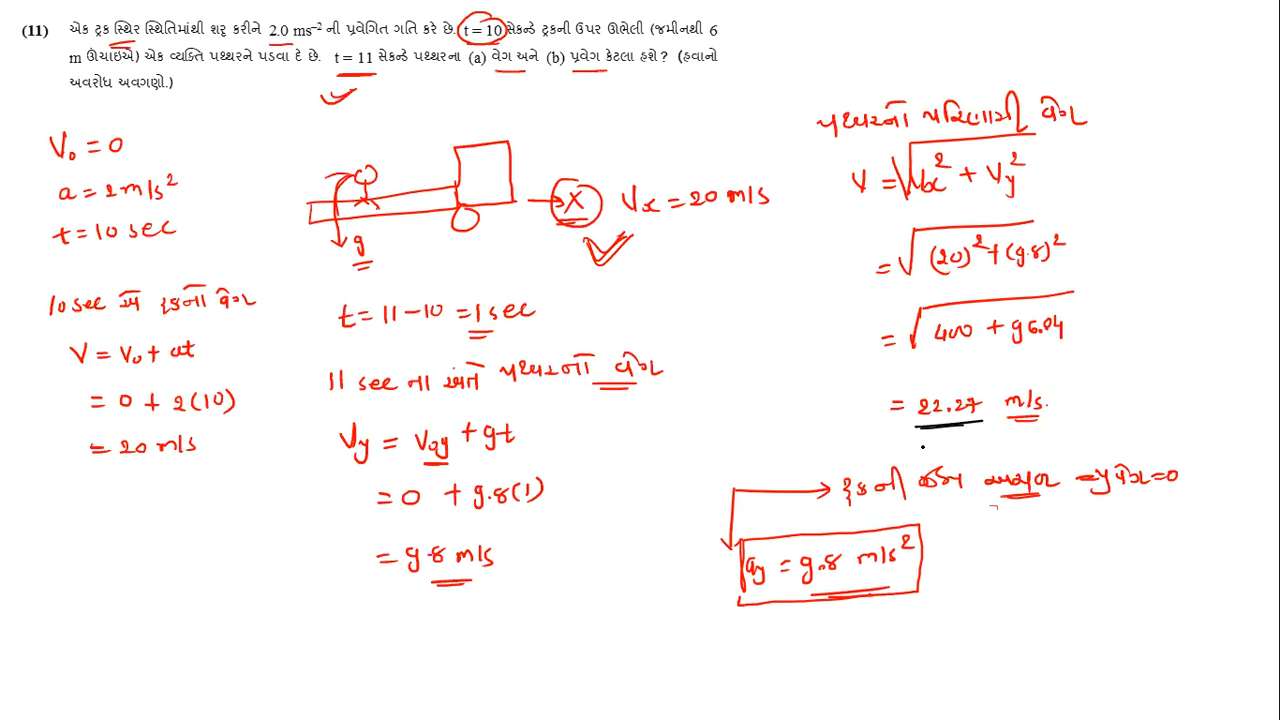 (11) એક ટ્રક સ્થિર સ્થિતિમાંથી શરૂ કરીને 2.0 ms⁻² ની પ્રવેગિત ગતિ કરે છે. t = 10 સેકન્ડે ટ્રકની ઉપર ઊભેલી (જમીનથી 6
m ઊંચાઇએ) એક વ્યક્તિ પથ્થરને પડવા દે છે. t = 11 સેકન્ડે પથ્થરના (a) વેગ અને (b) પ્રવેગ કેટલા હશે ? (હવાનો
અવરોધ અવગણો.)
V₀ = 0
a = 2 m/s²
t = 10 sec
10 sec એ ટ્રકનો વેગ
V = V₀ + at
= 0 + 2(10)
= 20 m/s
g
X
Vx = 20 m/s
t = 11 – 10 = 1 sec
11 sec ના અંતે પથ્થરનો વેગ
Vy = V₀y + gt
= 0 + 9.8(1)
= 9.8 m/s
પથ્થરનો પરિણામી વેગ
V = √Vx² + Vy²
= √(20)² + (9.8)²
= √400 + 96.04
= 22.27 m/s.
ટ્રકની =y વેગ = 0
ay = 9.8 m/s²